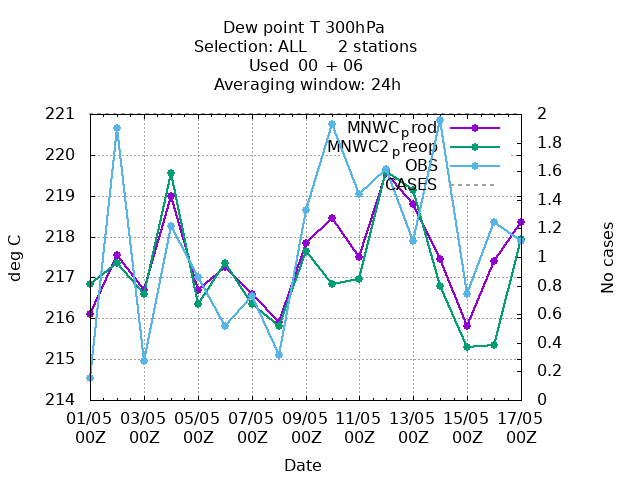 Dew point T 300hPa
Selection: ALL 2 stations
Used 00 + 06
Averaging window: 24h
221
220
219
218
217
216
215
214
deg C
2
1.8
1.6
1.4
1.2
1
0.8
0.6
0.4
0.2
0
No cases
MNWC_prod
MNWC2_preop
OBS
CASES
01/05 03/05 05/05 07/05 09/05 11/05 13/05 15/05 17/05
00Z 00Z 00Z 00Z 00Z 00Z 00Z 00Z 00Z
Date